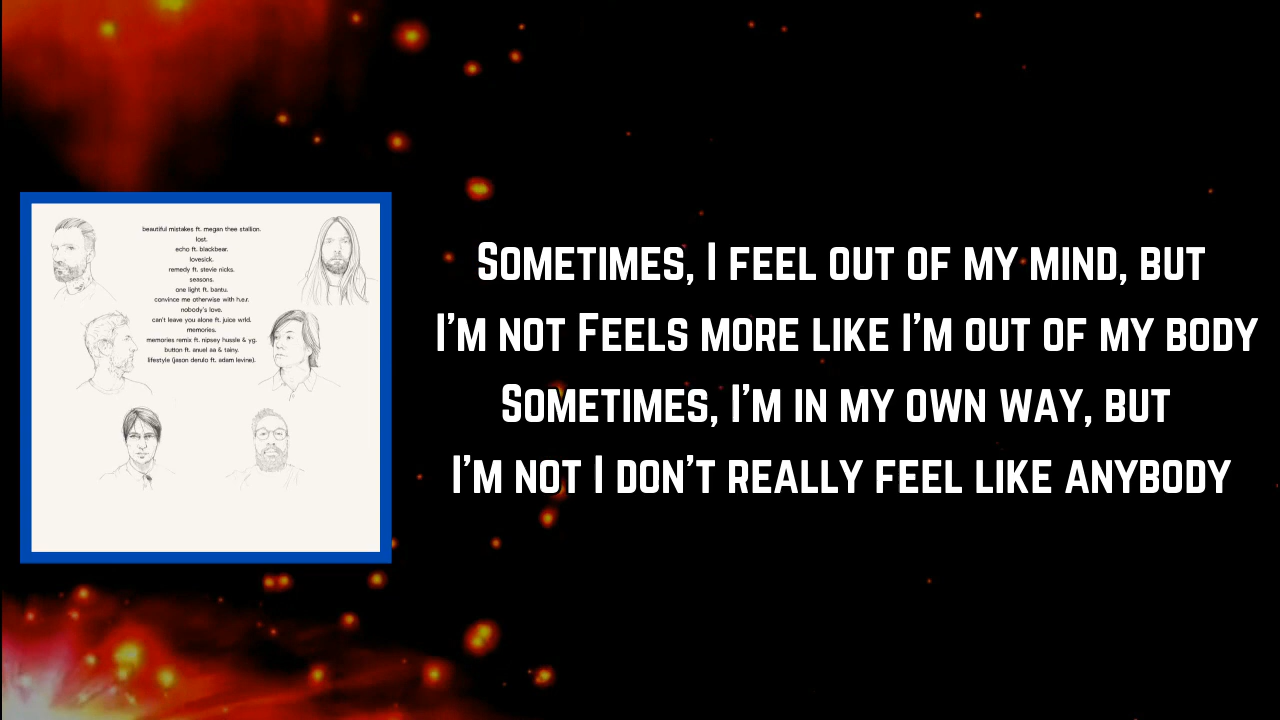 beautiful mistakes ft. megan thee stallion.
lost.
echo ft. blackbear.
lovesick.
remedy ft. stevie nicks.
seasons.
one light ft. bantu.
convince me otherwise with h.e.r.
nobody's love.
can't leave you alone ft. juice wrld.
memories.
memories remix ft. nipsey hussle & yg.
button ft. anuel aa & tainy.
lifestyle (jason derulo ft. adam levine).
Sometimes, I feel out of my mind, but
I'm not Feels more like I'm out of my body
Sometimes, I'm in my own way, but
I'm not I don't really feel like anybody